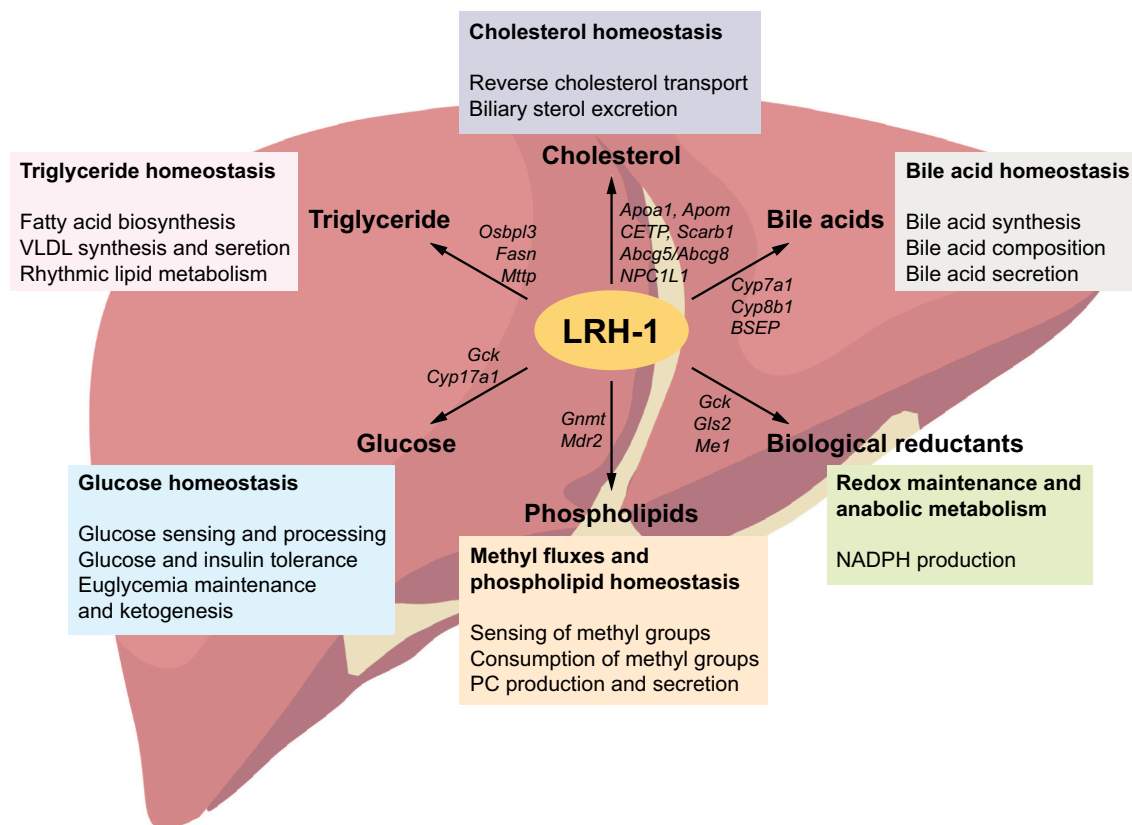 Cholesterol homeostasis
Reverse cholesterol transport
Biliary sterol excretion
Cholesterol
Apoa1, Apom
CETP, Scarb1
Abcg5/Abcg8
NPC1L1
Triglyceride homeostasis
Fatty acid biosynthesis
VLDL synthesis and seretion
Rhythmic lipid metabolism
Triglyceride
Osbpl3
Fasn
Mttp
Bile acid homeostasis
Bile acid synthesis
Bile acid composition
Bile acid secretion
Bile acids
Cyp7a1
Cyp8b1
BSEP
LRH-1
Gck
Cyp17a1
Glucose
Glucose homeostasis
Glucose sensing and processing
Glucose and insulin tolerance
Euglycemia maintenance
and ketogenesis
Gnmt
Mdr2
Phospholipids
Methyl fluxes and
phospholipid homeostasis
Sensing of methyl groups
Consumption of methyl groups
PC production and secretion
Gck
Gls2
Me1
Biological reductants
Redox maintenance and
anabolic metabolism
NADPH production